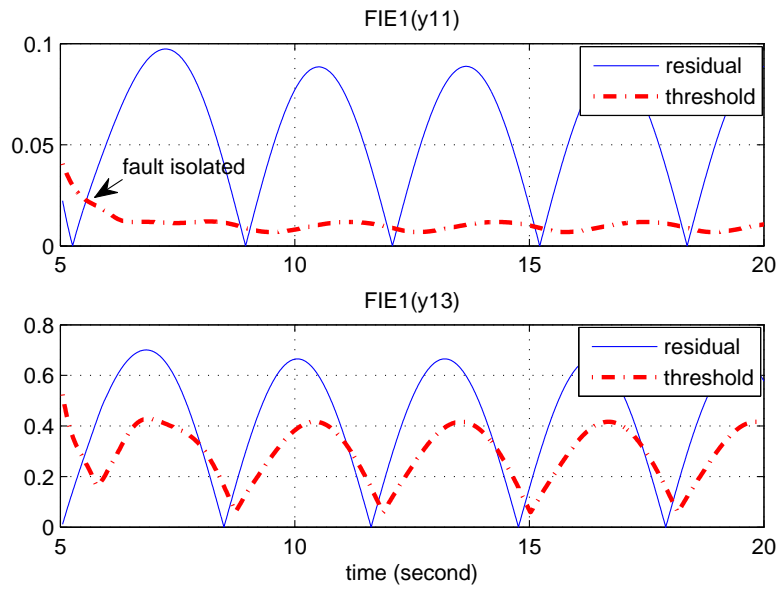 FIE1(y11)
0.1
0.05
0
residual
threshold
fault isolated
5
10
15
20
FIE1(y13)
0.8
0.6
0.4
0.2
0
residual
threshold
5
10
15
20
time (second)